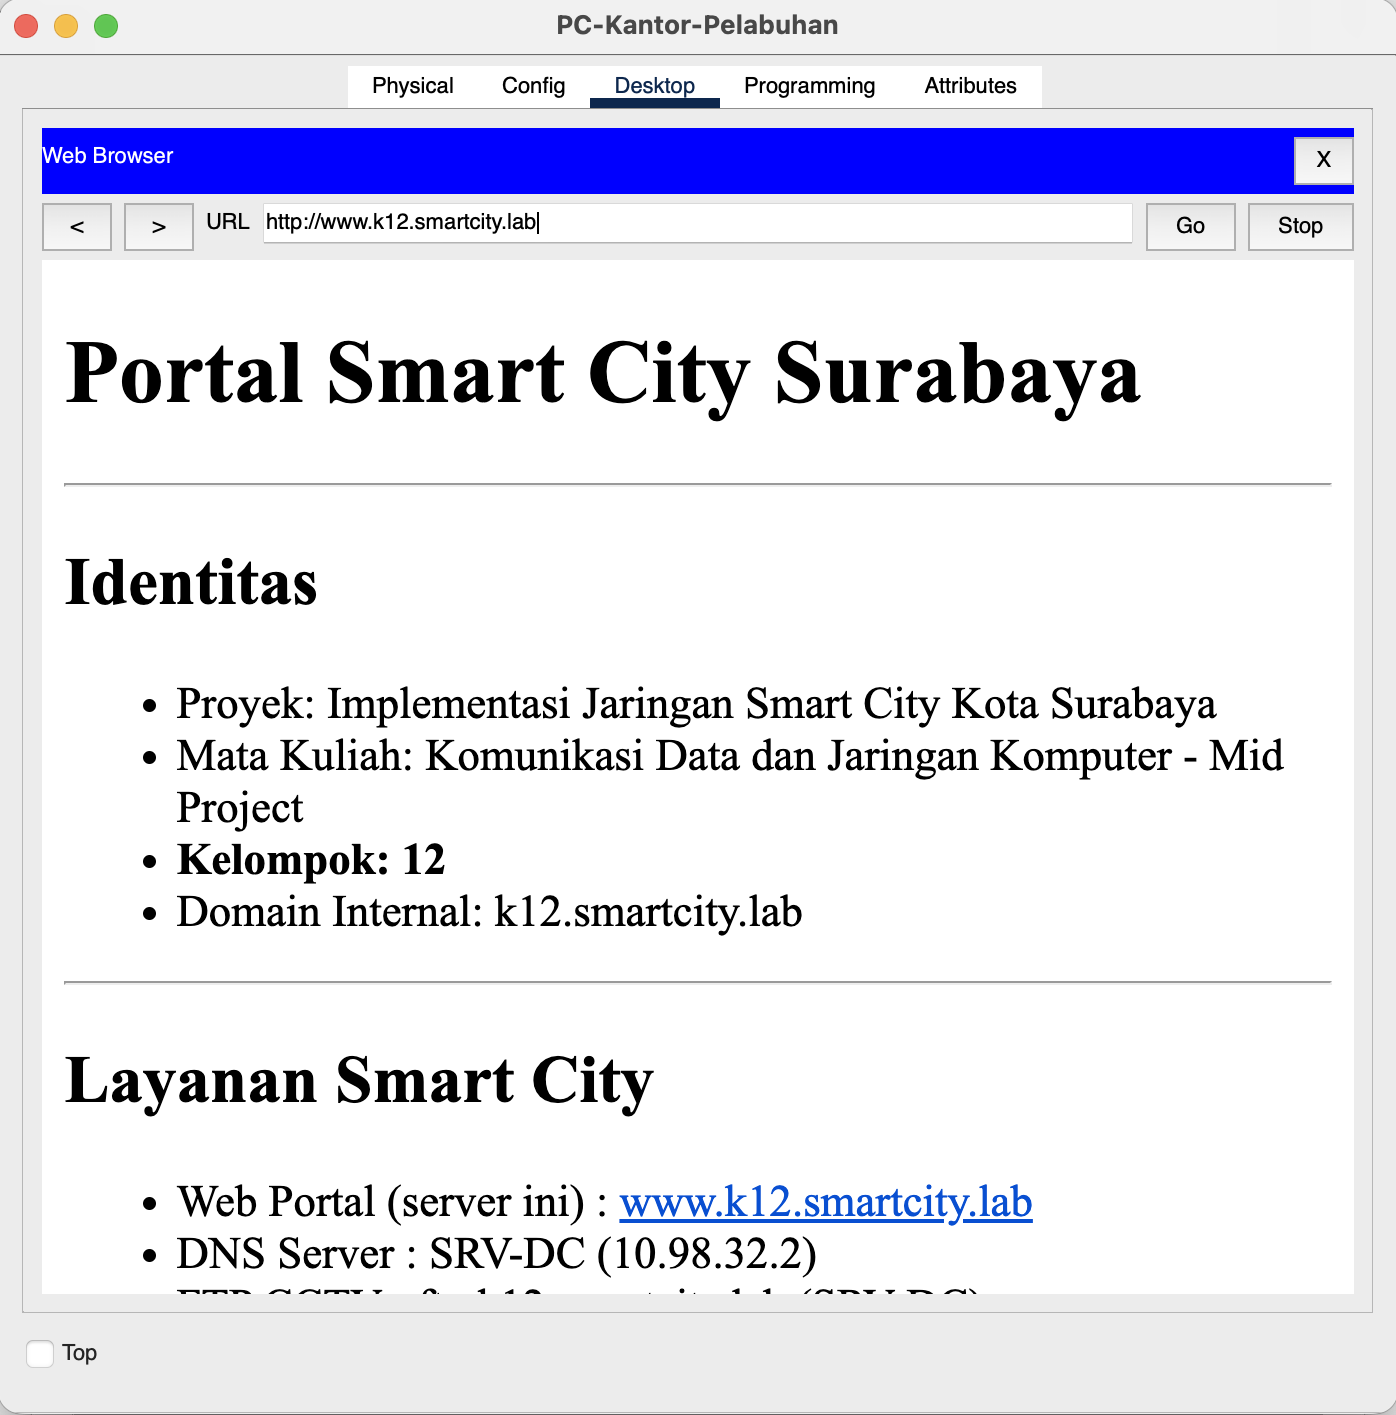 PC-Kantor-Pelabuhan
Physical Config Desktop Programming Attributes
Web Browser X
< > URL http://www.k12.smartcity.lab Go Stop
Portal Smart City Surabaya
Identitas
• Proyek: Implementasi Jaringan Smart City Kota Surabaya
• Mata Kuliah: Komunikasi Data dan Jaringan Komputer - Mid
Project
• Kelompok: 12
• Domain Internal: k12.smartcity.lab
Layanan Smart City
• Web Portal (server ini) : www.k12.smartcity.lab
• DNS Server : SRV-DC (10.98.32.2)
Top